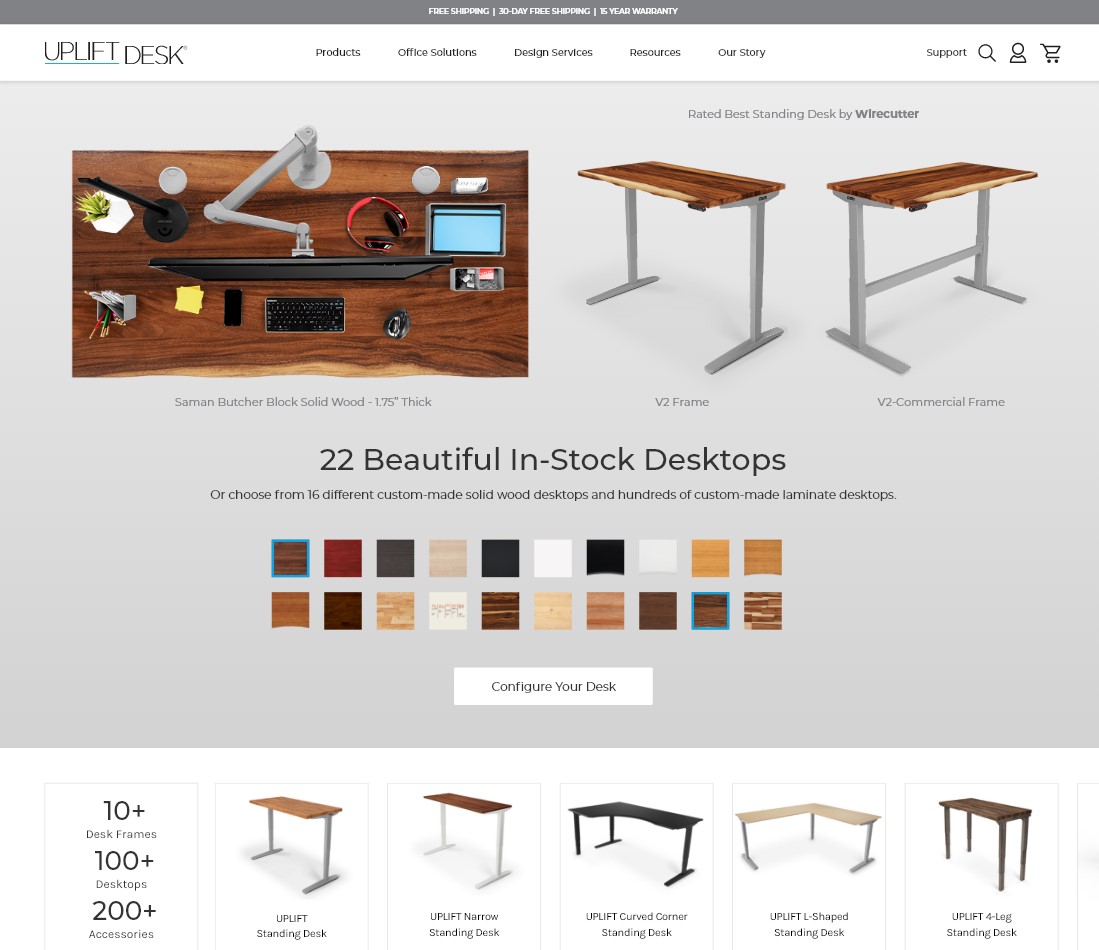 FREE SHIPPING | 30-DAY FREE SHIPPING | 15 YEAR WARRANTY
UPLIFT DESK®
Products
Office Solutions
Design Services
Resources
Our Story
Support
Rated Best Standing Desk by Wirecutter
Saman Butcher Block Solid Wood - 1.75" Thick
V2 Frame
V2-Commercial Frame
22 Beautiful In-Stock Desktops
Or choose from 16 different custom-made solid wood desktops and hundreds of custom-made laminate desktops.
Configure Your Desk
10+
Desk Frames
100+
Desktops
200+
Accessories
UPLIFT
Standing Desk
UPLIFT Narrow
Standing Desk
UPLIFT Curved Corner
Standing Desk
UPLIFT L-Shaped
Standing Desk
UPLIFT 4-Leg
Standing Desk